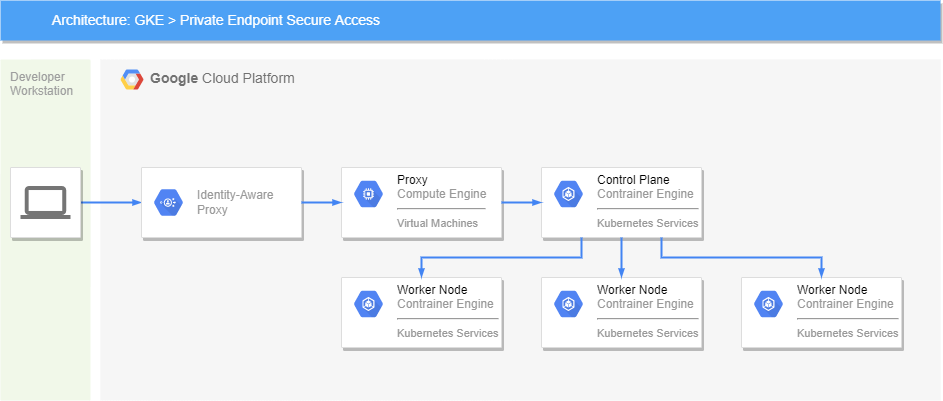 Architecture: GKE > Private Endpoint Secure Access
Developer
Workstation
Google Cloud Platform
Identity-Aware
Proxy
Proxy
Compute Engine
Virtual Machines
Control Plane
Contrainer Engine
Kubernetes Services
Worker Node
Contrainer Engine
Kubernetes Services
Worker Node
Contrainer Engine
Kubernetes Services
Worker Node
Contrainer Engine
Kubernetes Services